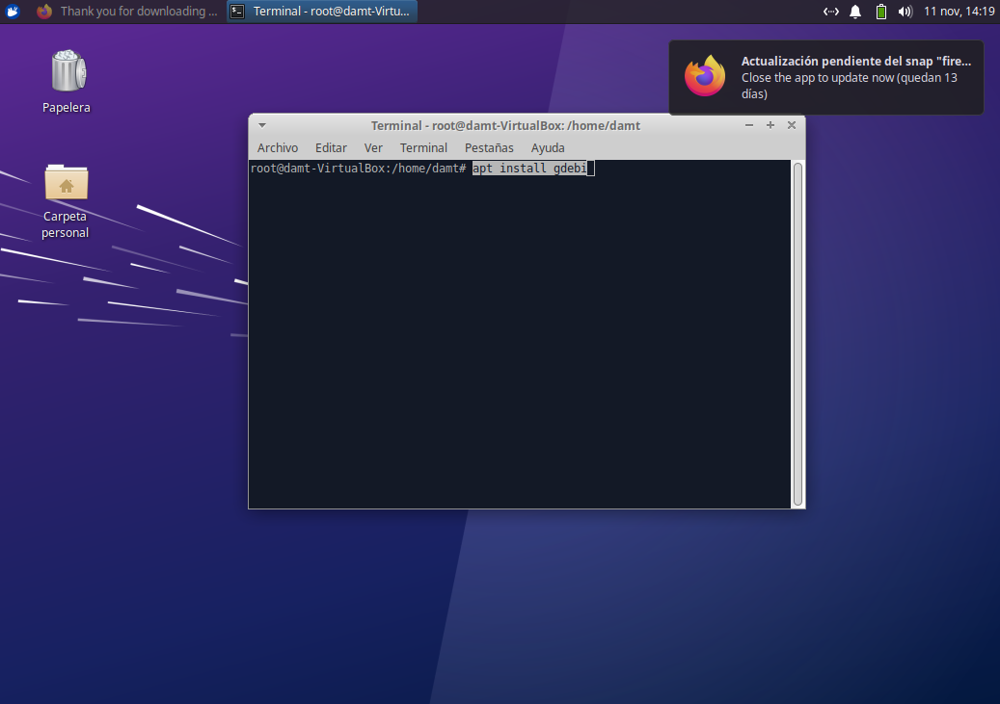 Thank you for downloading ...
Terminal - root@damt-Virtu...
11 nov, 14:19
Actualización pendiente del snap "fire...
Close the app to update now (quedan 13
días)
Papelera
Carpeta
personal
Terminal - root@damt-VirtualBox: /home/damt
Archivo Editar Ver Terminal Pestañas Ayuda
root@damt-VirtualBox:/home/damt# apt install gdebi